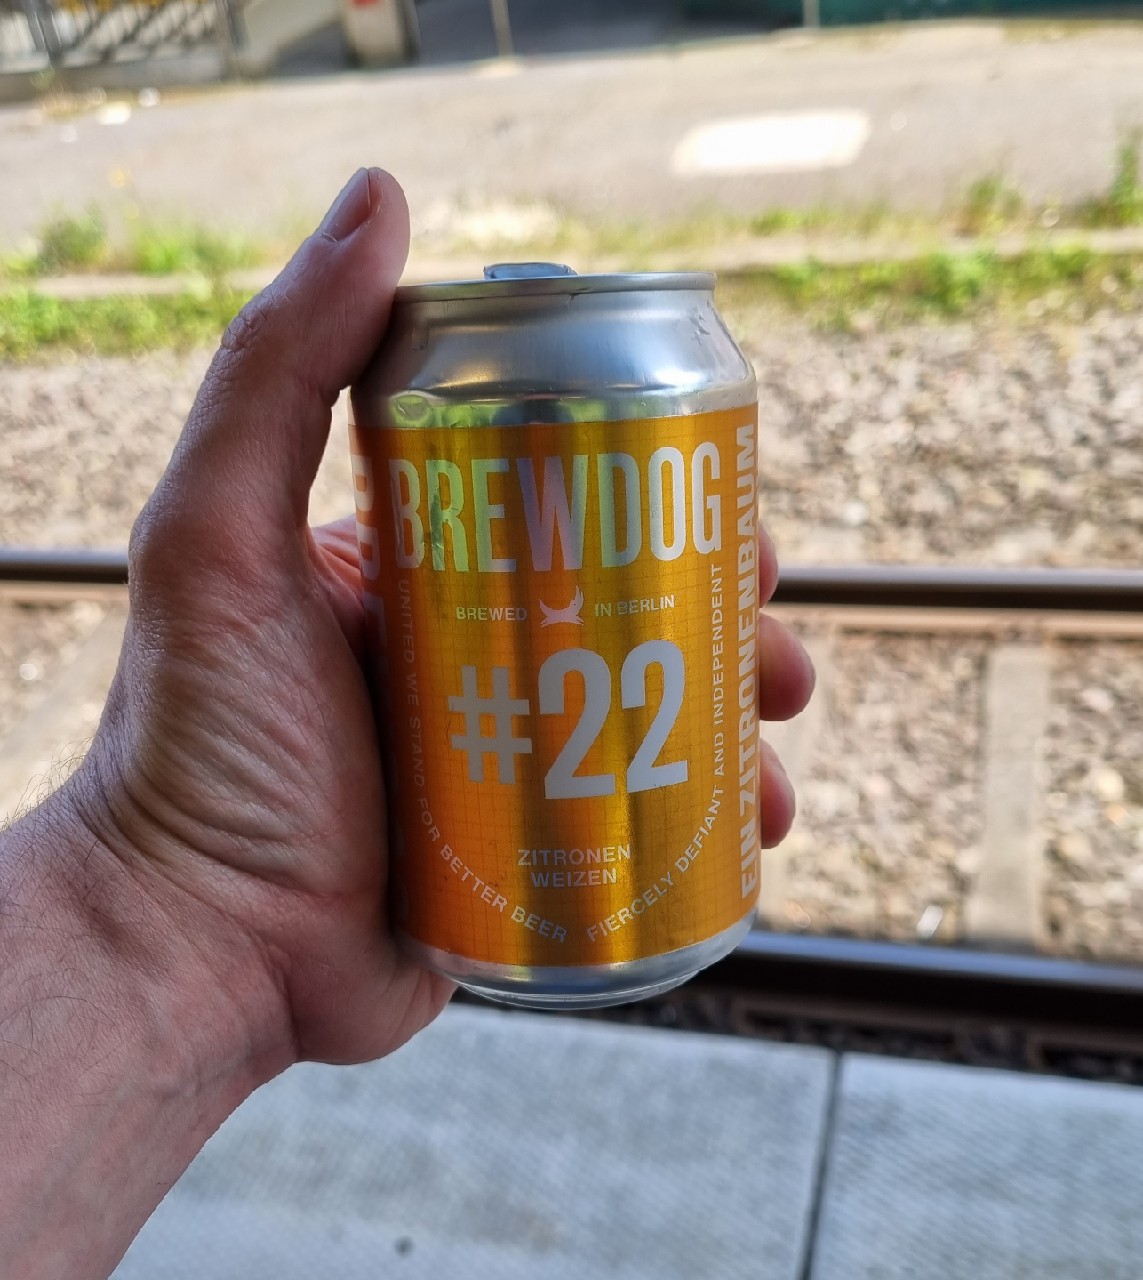 BREWDOG
BREWED IN BERLIN
#22
ZITRONEN
WEIZEN
UNITED WE STAND FOR BETTER BEER
FIERCELY DEFIANT AND INDEPENDENT
EIN ZITRONENBAUM